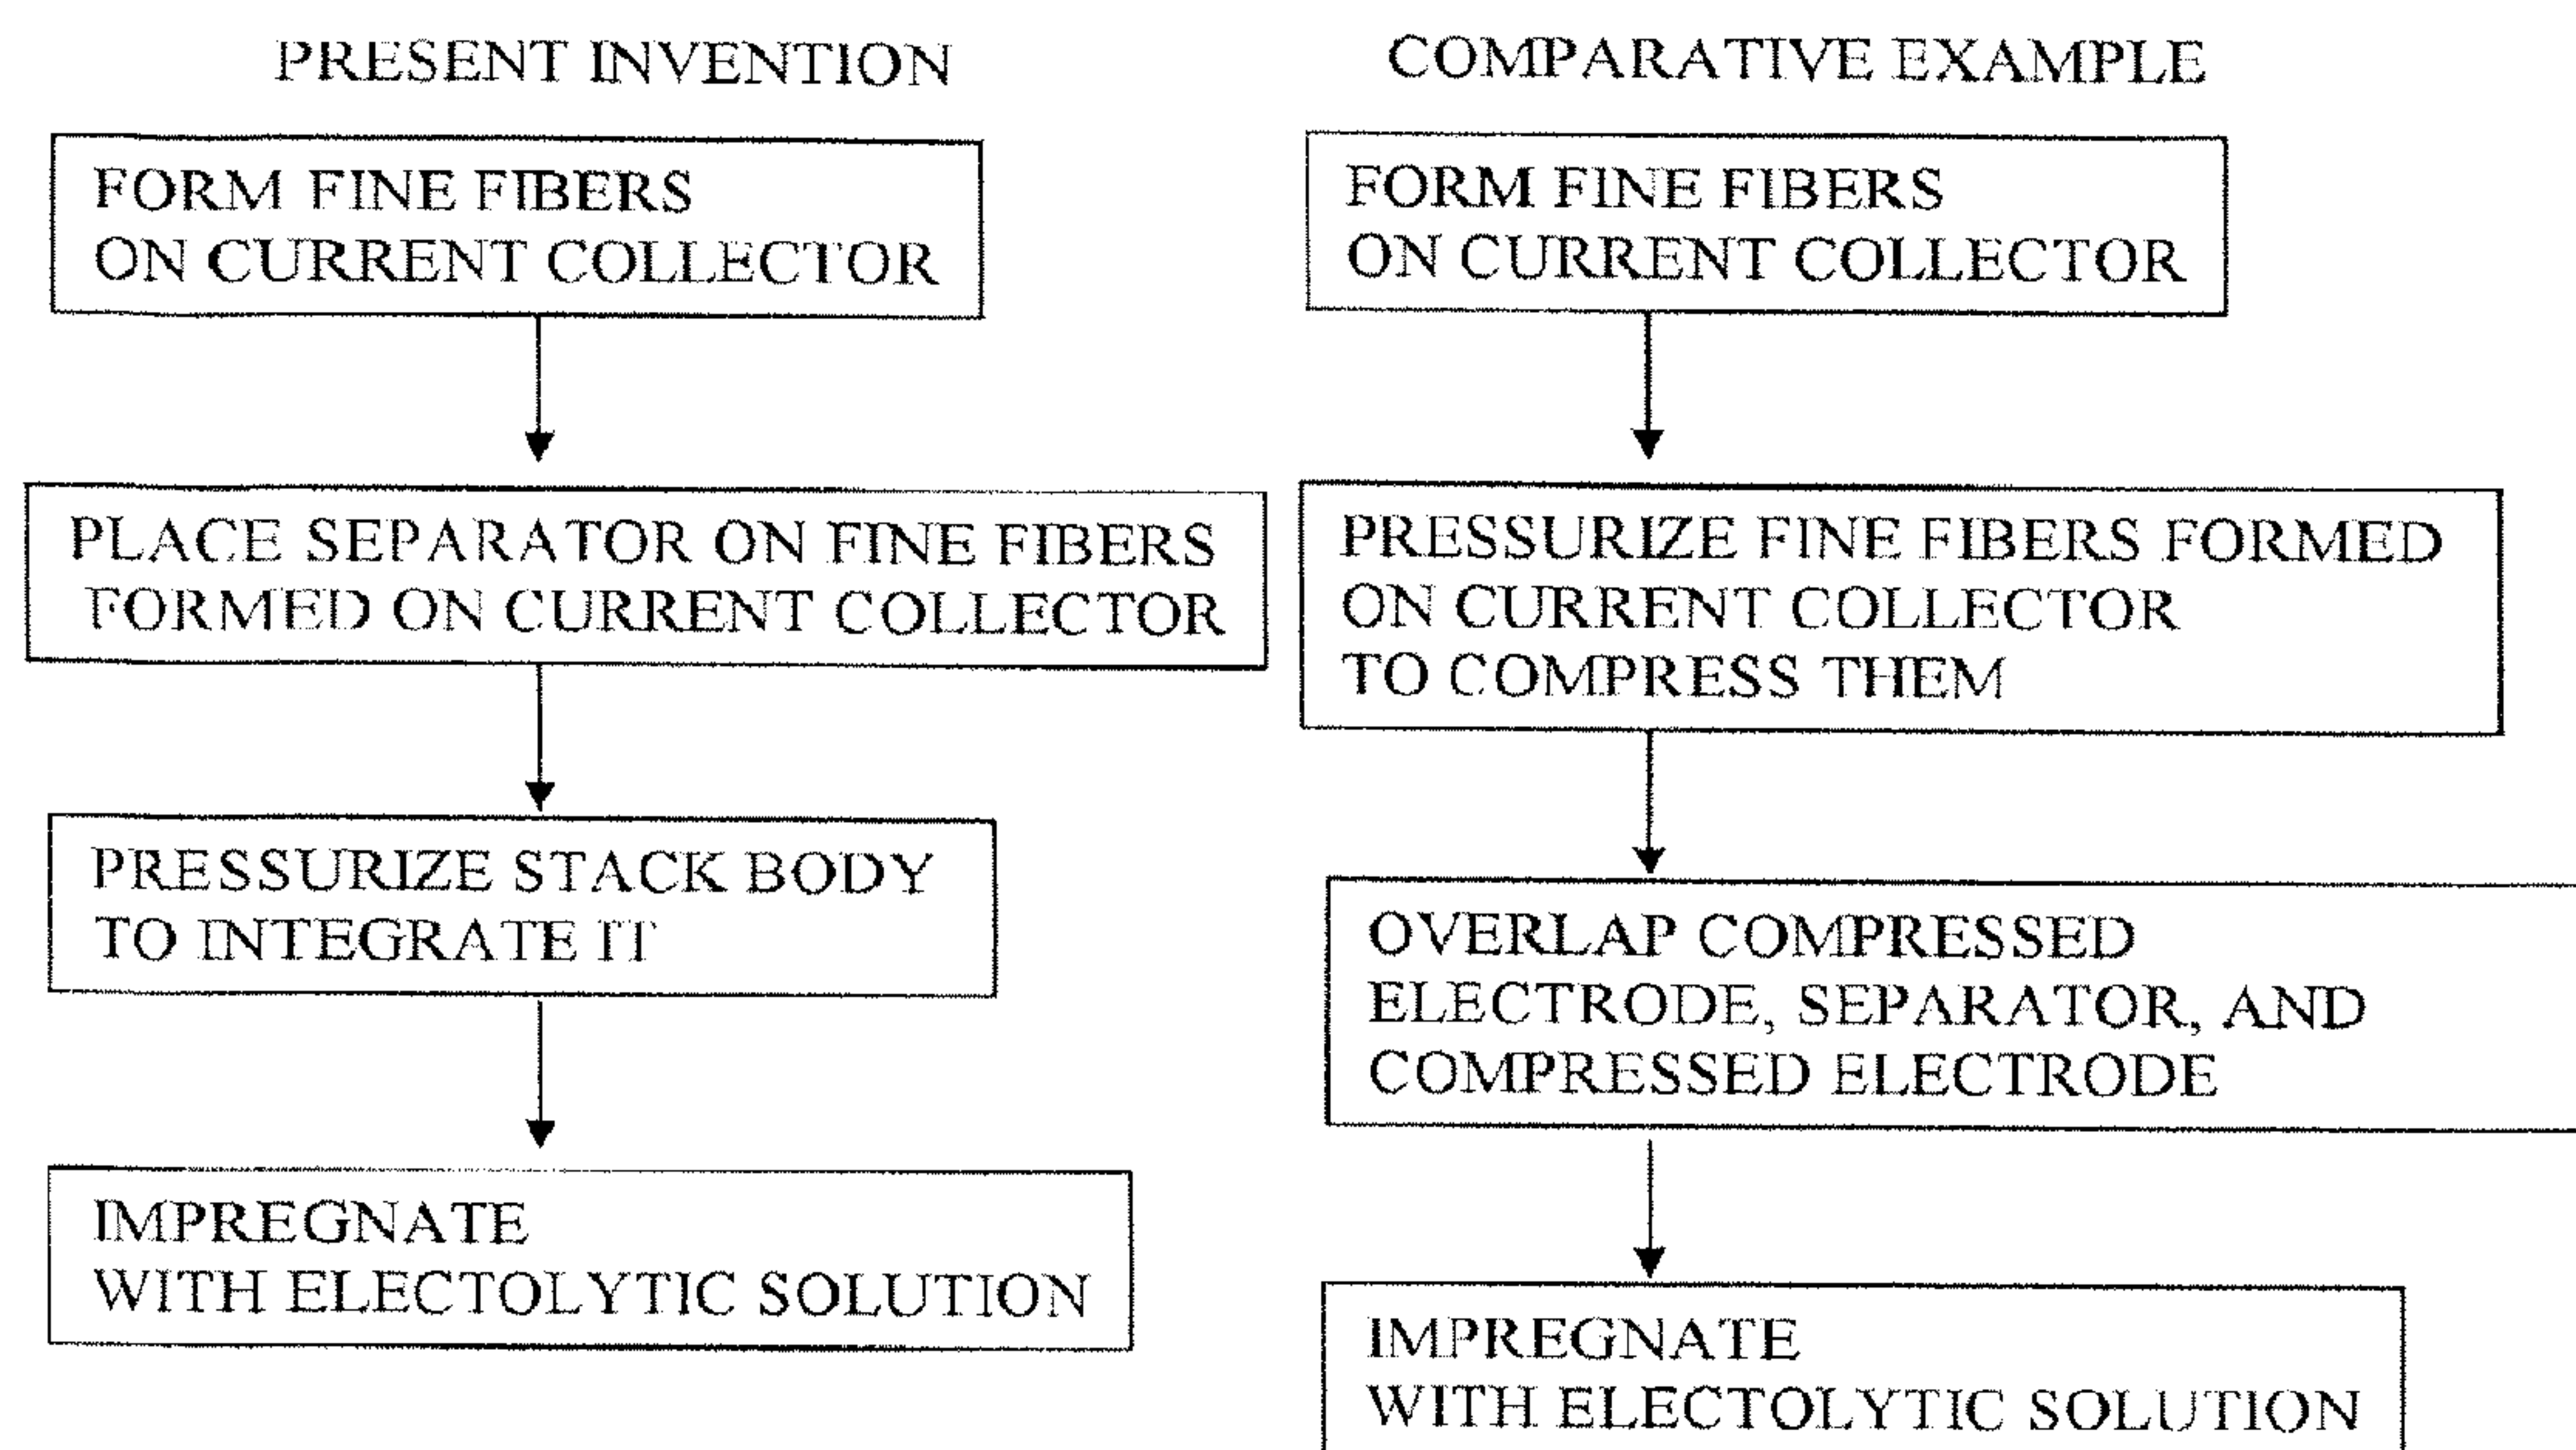 PRESENT INVENTION
FORM FINE FIBERS
ON CURRENT COLLECTOR
PLACE SEPARATOR ON FINE FIBERS
FORMED ON CURRENT COLLECTOR
PRESSURIZE STACK BODY
TO INTEGRATE IT
IMPREGNATE
WITH ELECTOLYTIC SOLUTION
COMPARATIVE EXAMPLE
FORM FINE FIBERS
ON CURRENT COLLECTOR
PRESSURIZE FINE FIBERS FORMED
ON CURRENT COLLECTOR
TO COMPRESS THEM
OVERLAP COMPRESSED
ELECTRODE, SEPARATOR, AND
COMPRESSED ELECTRODE
IMPREGNATE
WITH ELECTOLYTIC SOLUTION